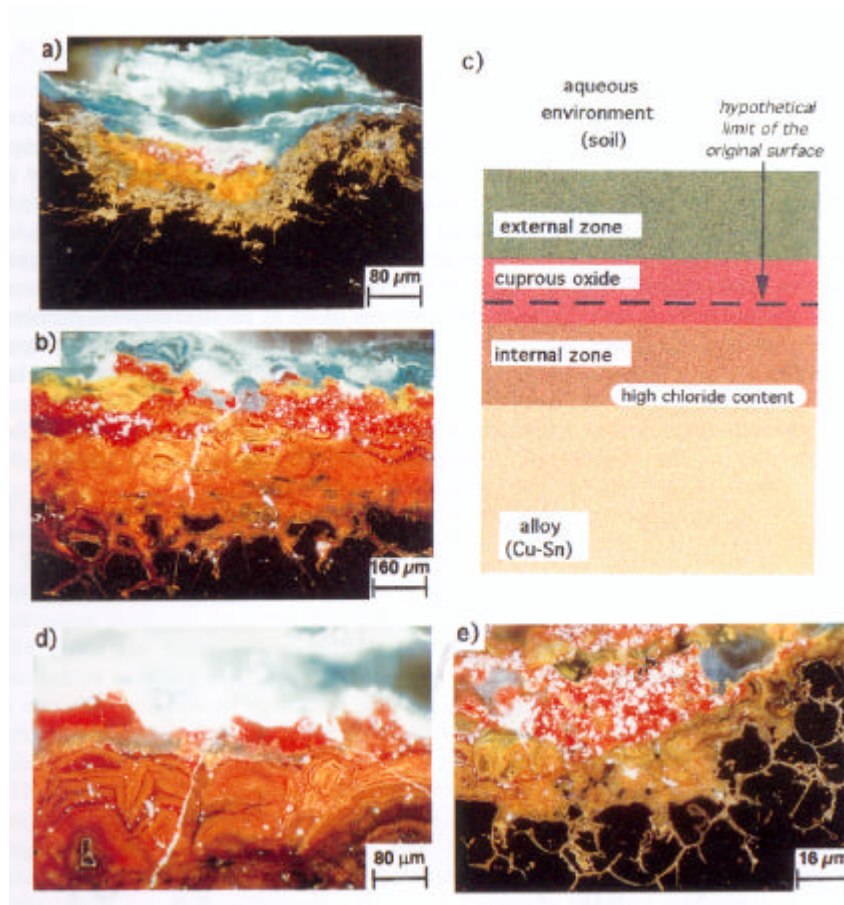 a)
80 µm
b)
160 µm
c)
aqueous
environment
(soil)
hypothetical
limit of the
original surface
external zone
cuprous oxide
internal zone
high chloride content
alloy
(Cu-Sn)
d)
80 µm
e)
16 µm